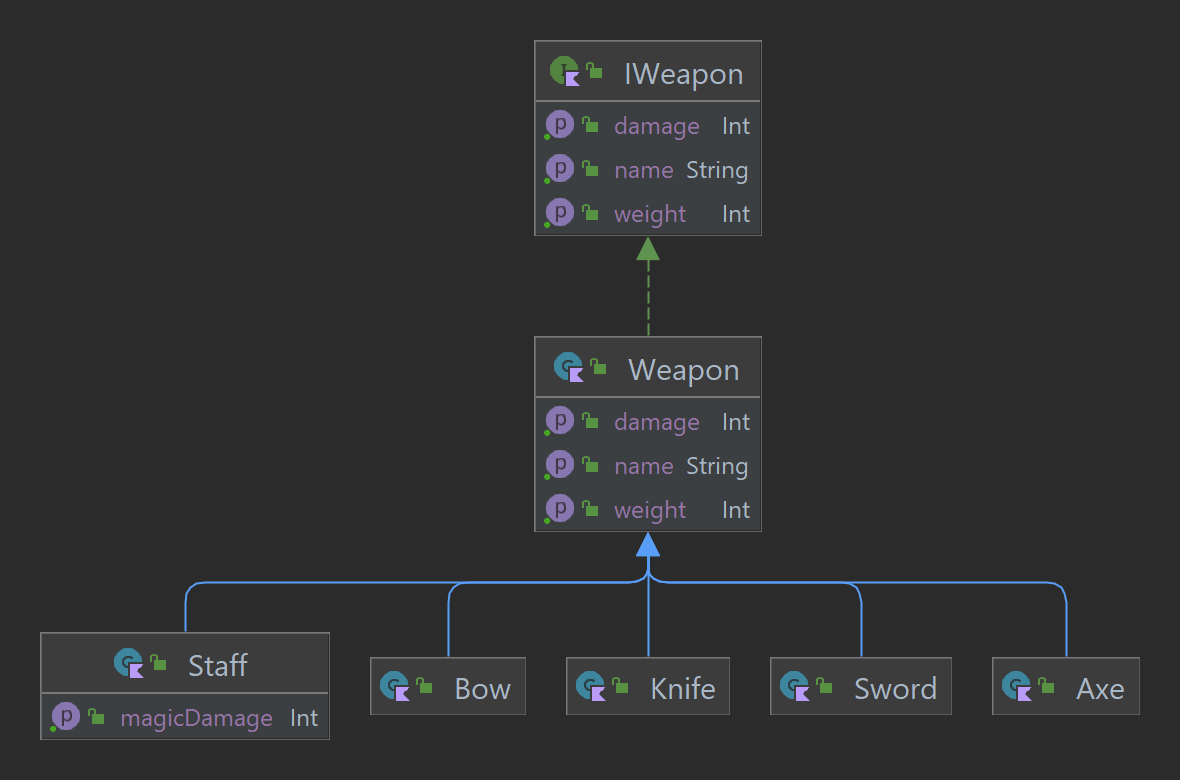 IWeapon
damage Int
name String
weight Int
Weapon
damage Int
name String
weight Int
Staff
magicDamage Int
Bow
Knife
Sword
Axe